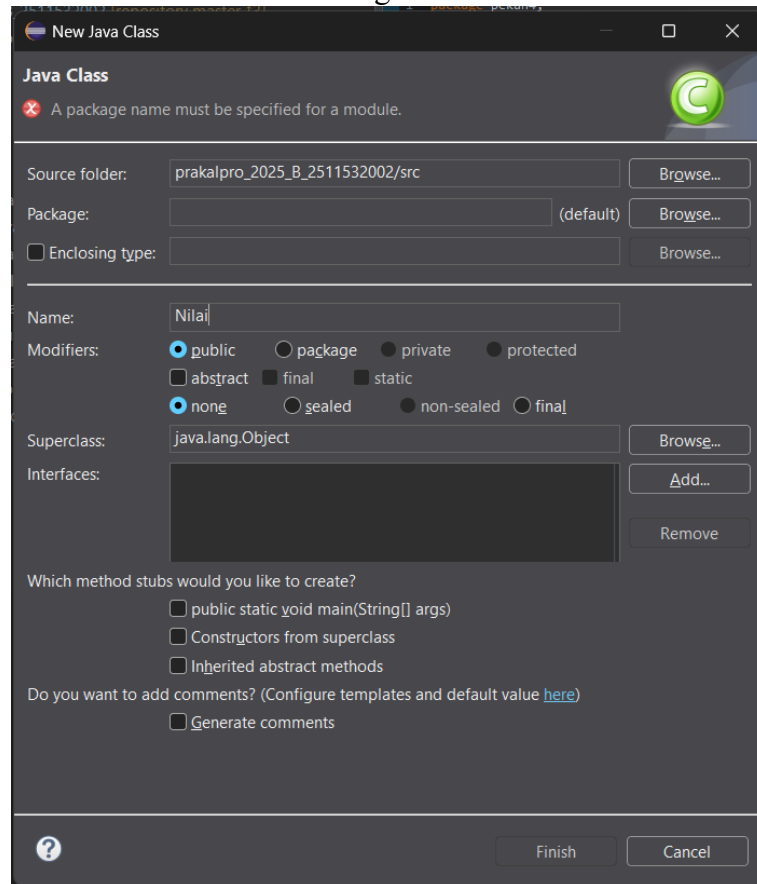 New Java Class
Java Class
A package name must be specified for a module.
Source folder: prakalpro_2025_B_2511532002/src Browse...
Package: (default) Browse...
Enclosing type: Browse...
Name: Nilai
Modifiers: public package private protected
abstract final static
none sealed non-sealed final
Superclass: java.lang.Object Browse...
Interfaces: Add...
Remove
Which method stubs would you like to create?
public static void main(String[] args)
Constructors from superclass
Inherited abstract methods
Do you want to add comments? (Configure templates and default value here)
Generate comments
Finish Cancel